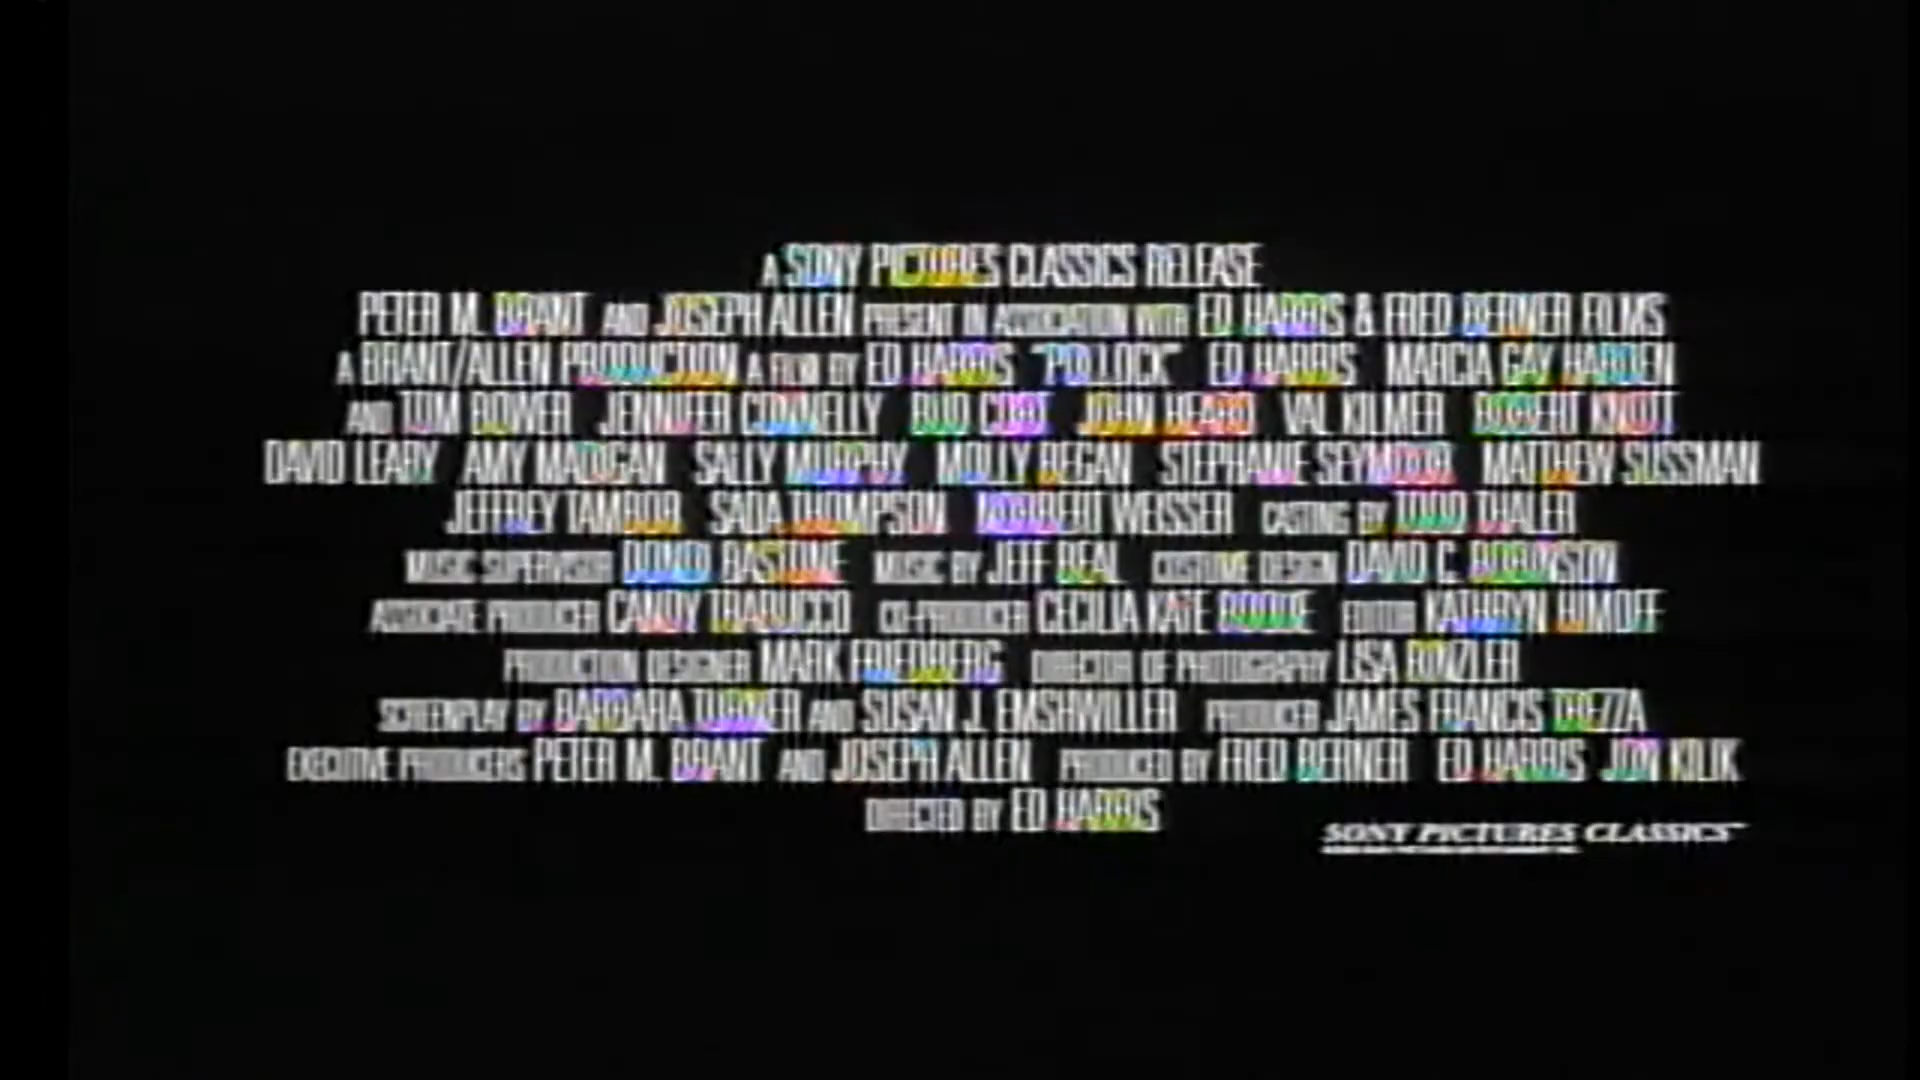 A SONY PICTURES CLASSICS RELEASE
PETER M. BRANT AND JOSEPH ALLEN PRESENT IN ASSOCIATION WITH ED HARRIS & FRED BERNER FILMS
A BRANT/ALLEN PRODUCTION A FILM BY ED HARRIS "POLLOCK" ED HARRIS MARCIA GAY HARDEN
AND TOM BOWER JENNIFER CONNELLY BUD CORT JOHN HEARD VAL KILMER ROBERT KNOTT
DAVID LEARY AMY MADIGAN SALLY MURPHY MOLLY REGAN STEPHANIE SEYMOUR MATTHEW SUSSMAN
JEFFREY TAMBOR SADA THOMPSON NORBERT WEISSER CASTING BY TODD THALER
MUSIC SUPERVISOR DONDI BASTONE MUSIC BY JEFF BEAL COSTUME DESIGN DAVID C. ROBINSON
ASSOCIATE PRODUCER CANDY TRABUCCO CO-PRODUCER CECILIA KATE ROQUE EDITOR KATHRYN HIMOFF
PRODUCTION DESIGNER MARK FRIEDBERG DIRECTOR OF PHOTOGRAPHY LISA RINZLER
SCREENPLAY BY BARBARA TURNER AND SUSAN J. EMSHWILLER PRODUCER JAMES FRANCIS TREZZA
EXECUTIVE PRODUCERS PETER M. BRANT AND JOSEPH ALLEN PRODUCED BY FRED BERNER ED HARRIS JON KILIK
DIRECTED BY ED HARRIS
SONY PICTURES CLASSICS™